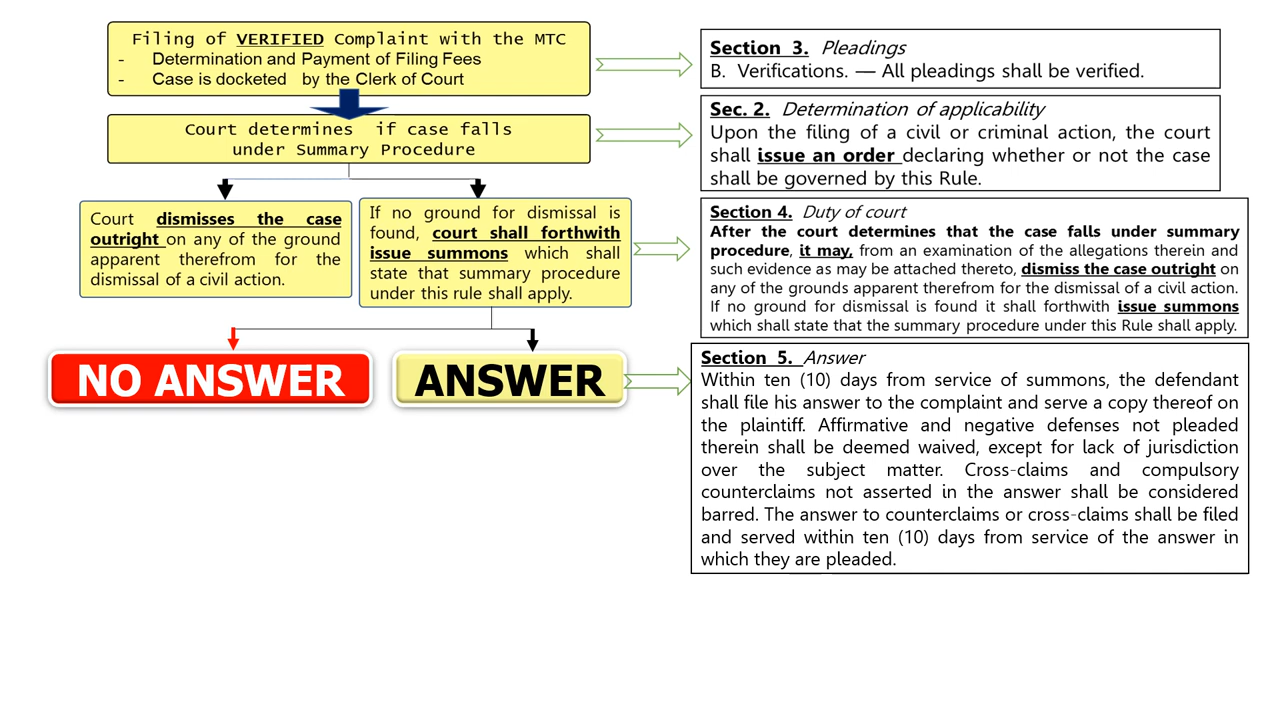 Filing of VERIFIED Complaint with the MTC
- Determination and Payment of Filing Fees
- Case is docketed by the Clerk of Court
Section 3. Pleadings
B. Verifications. — All pleadings shall be verified.
Court determines if case falls
under Summary Procedure
Sec. 2. Determination of applicability
Upon the filing of a civil or criminal action, the court
shall issue an order declaring whether or not the case
shall be governed by this Rule.
Court dismisses the case
outright on any of the ground
apparent therefrom for the
dismissal of a civil action.
If no ground for dismissal is
found, court shall forthwith
issue summons which shall
state that summary procedure
under this rule shall apply.
Section 4. Duty of court
After the court determines that the case falls under summary
procedure, it may, from an examination of the allegations therein and
such evidence as may be attached thereto, dismiss the case outright on
any of the grounds apparent therefrom for the dismissal of a civil action.
If no ground for dismissal is found it shall forthwith issue summons
which shall state that the summary procedure under this Rule shall apply.
NO ANSWER
ANSWER
Section 5. Answer
Within ten (10) days from service of summons, the defendant
shall file his answer to the complaint and serve a copy thereof on
the plaintiff. Affirmative and negative defenses not pleaded
therein shall be deemed waived, except for lack of jurisdiction
over the subject matter. Cross-claims and compulsory
counterclaims not asserted in the answer shall be considered
barred. The answer to counterclaims or cross-claims shall be filed
and served within ten (10) days from service of the answer in
which they are pleaded.